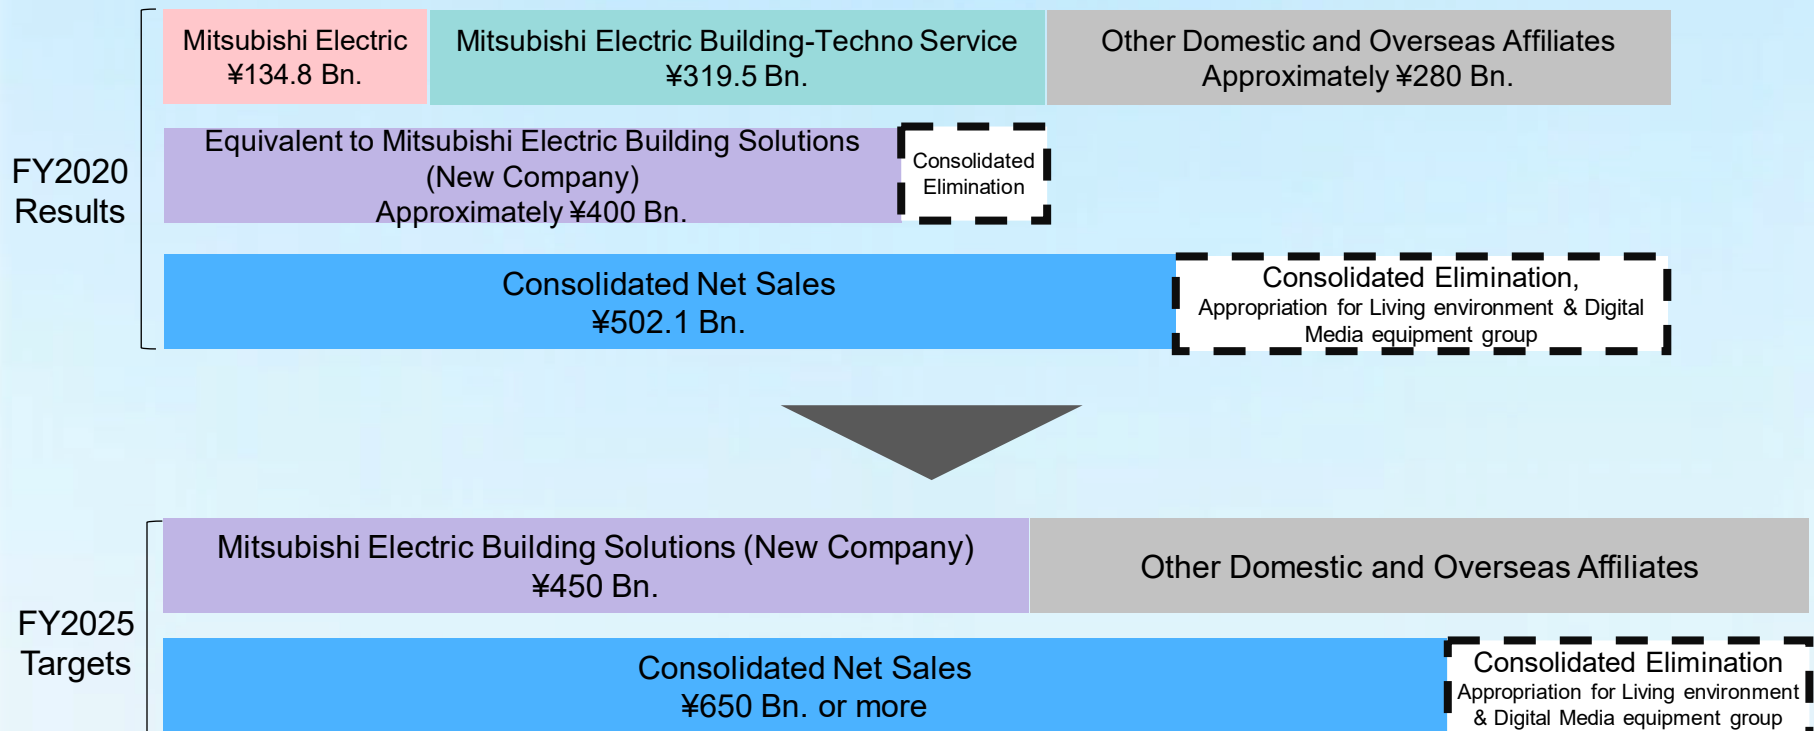 Mitsubishi Electric
¥134.8 Bn.
Mitsubishi Electric Building-Techno Service
¥319.5 Bn.
Other Domestic and Overseas Affiliates
Approximately ¥280 Bn.
FY2020
Results
Equivalent to Mitsubishi Electric Building Solutions
(New Company)
Approximately ¥400 Bn.
Consolidated
Elimination
Consolidated Net Sales
¥502.1 Bn.
Consolidated Elimination,
Appropriation for Living environment & Digital
Media equipment group
FY2025
Targets
Mitsubishi Electric Building Solutions (New Company)
¥450 Bn.
Other Domestic and Overseas Affiliates
Consolidated Net Sales
¥650 Bn. or more
Consolidated Elimination
Appropriation for Living environment
& Digital Media equipment group